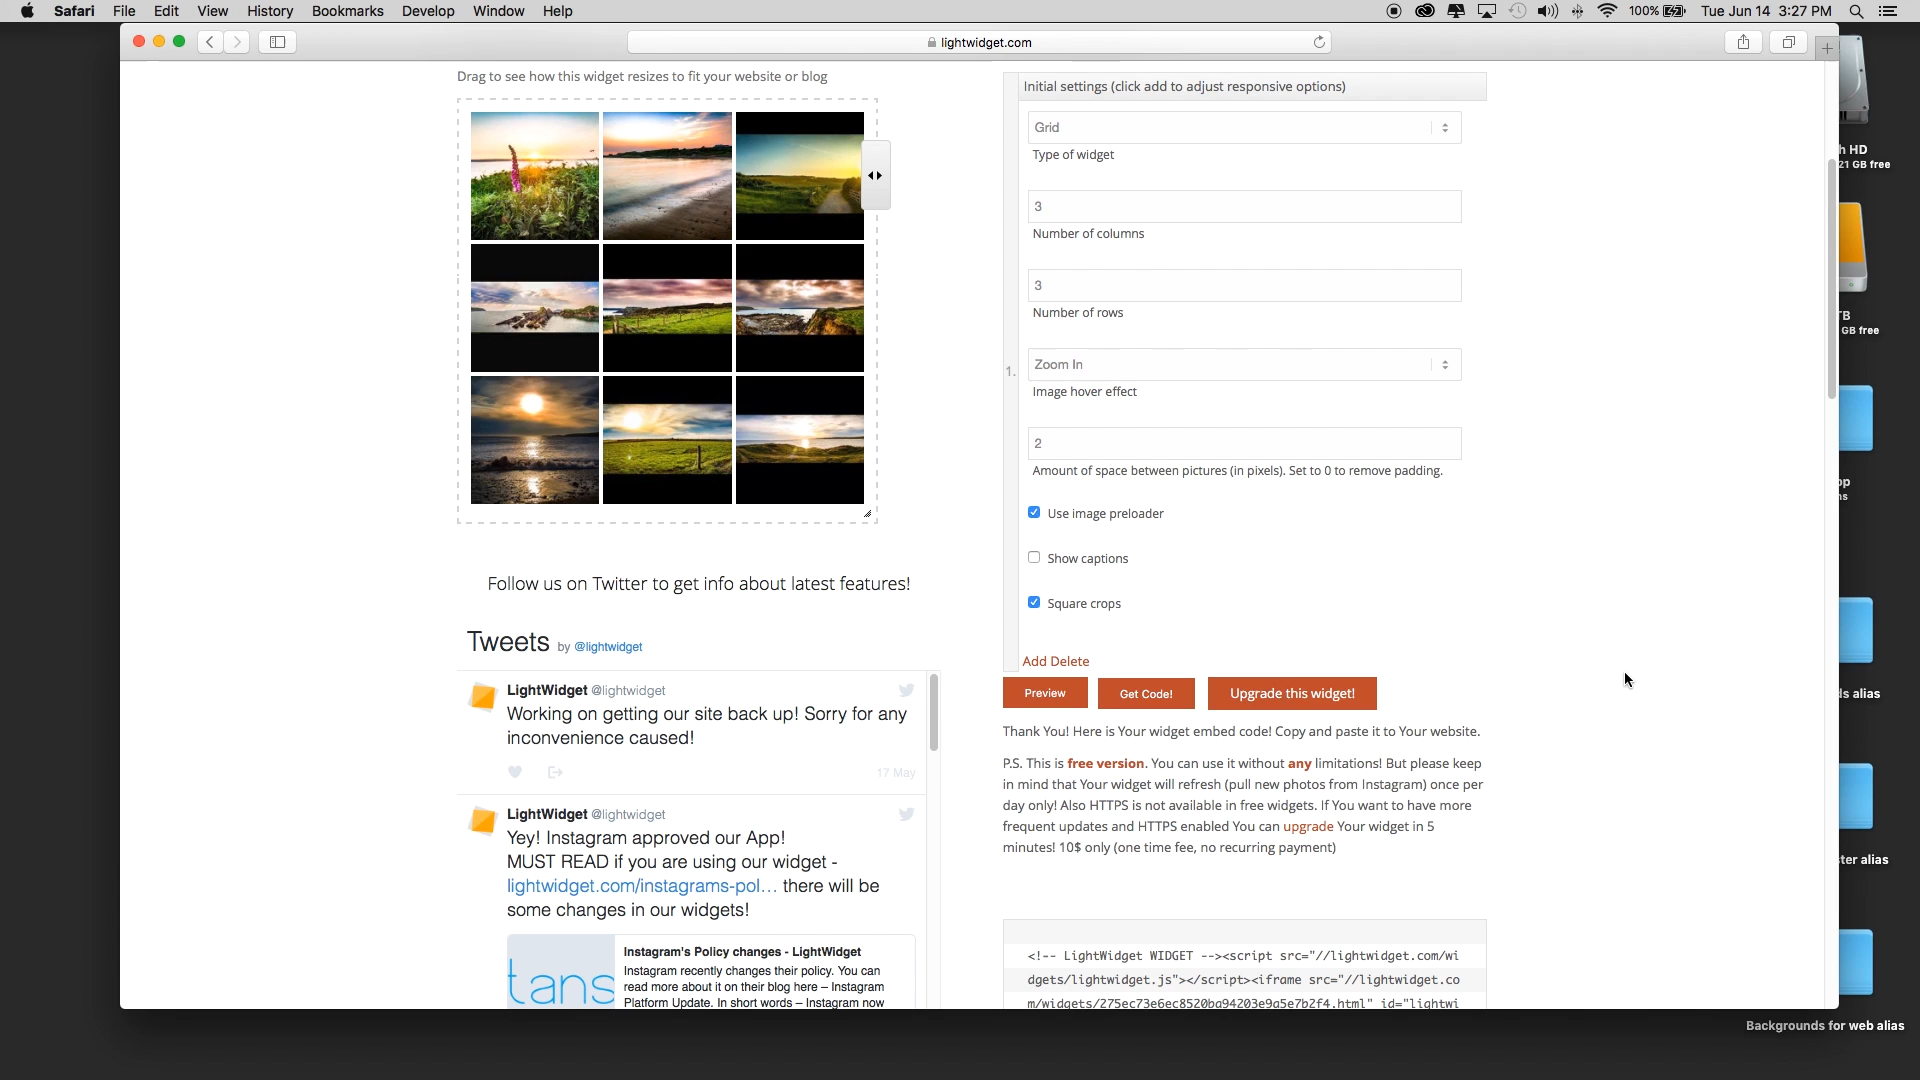 Safari File Edit View History Bookmarks Develop Window Help
100% Tue Jun 14 3:27 PM
lightwidget.com
Drag to see how this widget resizes to fit your website or blog
Follow us on Twitter to get info about latest features!
Tweets by @lightwidget
LightWidget @lightwidget
Working on getting our site back up! Sorry for any
inconvenience caused!
17 May
LightWidget @lightwidget
Yey! Instagram approved our App!
MUST READ if you are using our widget -
lightwidget.com/instagrams-pol... there will be
some changes in our widgets!
tans
Instagram's Policy changes - LightWidget
Instagram recently changes their policy. You can
read more about it on their blog here – Instagram
Platform Update. In short words – Instagram now
Initial settings (click add to adjust responsive options)
1.
Grid
Type of widget
3
Number of columns
3
Number of rows
Zoom In
Image hover effect
2
Amount of space between pictures (in pixels). Set to 0 to remove padding.
Use image preloader
Show captions
Square crops
Add Delete
Preview Get Code! Upgrade this widget!
Thank You! Here is Your widget embed code! Copy and paste it to Your website.
P.S. This is free version. You can use it without any limitations! But please keep
in mind that Your widget will refresh (pull new photos from Instagram) once per
day only! Also HTTPS is not available in free widgets. If You want to have more
frequent updates and HTTPS enabled You can upgrade Your widget in 5
minutes! 10$ only (one time fee, no recurring payment)
<!-- LightWidget WIDGET --><script src="//lightwidget.com/wi
dgets/lightwidget.js"></script><iframe src="//lightwidget.co
m/widgets/275ec73e6ec8520ba94203e9a5e7b2f4.html" id="lightwi
h HD
21 GB free
TB
GB free
op
ns
ds alias
ter alias
Backgrounds for web alias